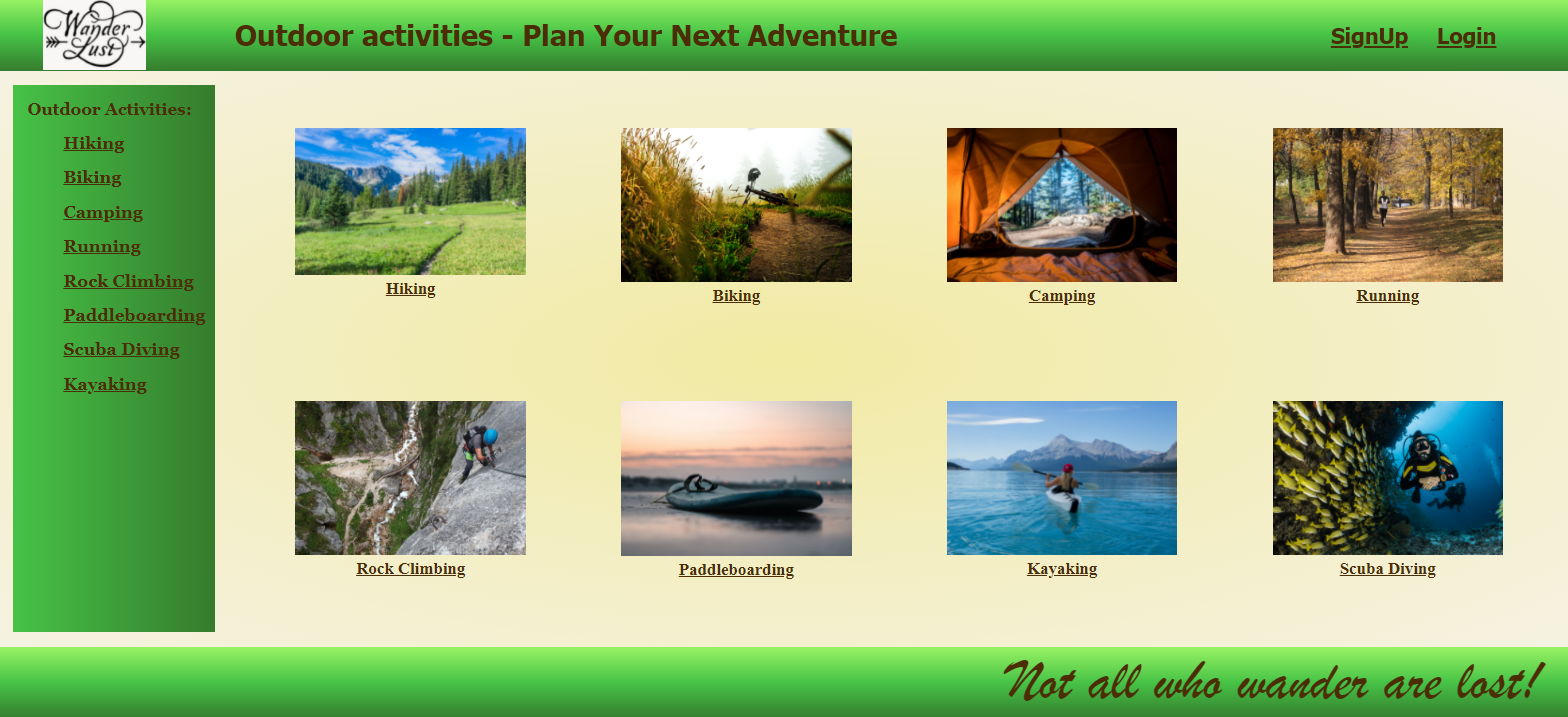 Wander
Lust
Outdoor activities - Plan Your Next Adventure
SignUp Login
Outdoor Activities:
Hiking
Biking
Camping
Running
Rock Climbing
Paddleboarding
Scuba Diving
Kayaking
Hiking
Biking
Camping
Running
Rock Climbing
Paddleboarding
Kayaking
Scuba Diving
Not all who wander are lost!